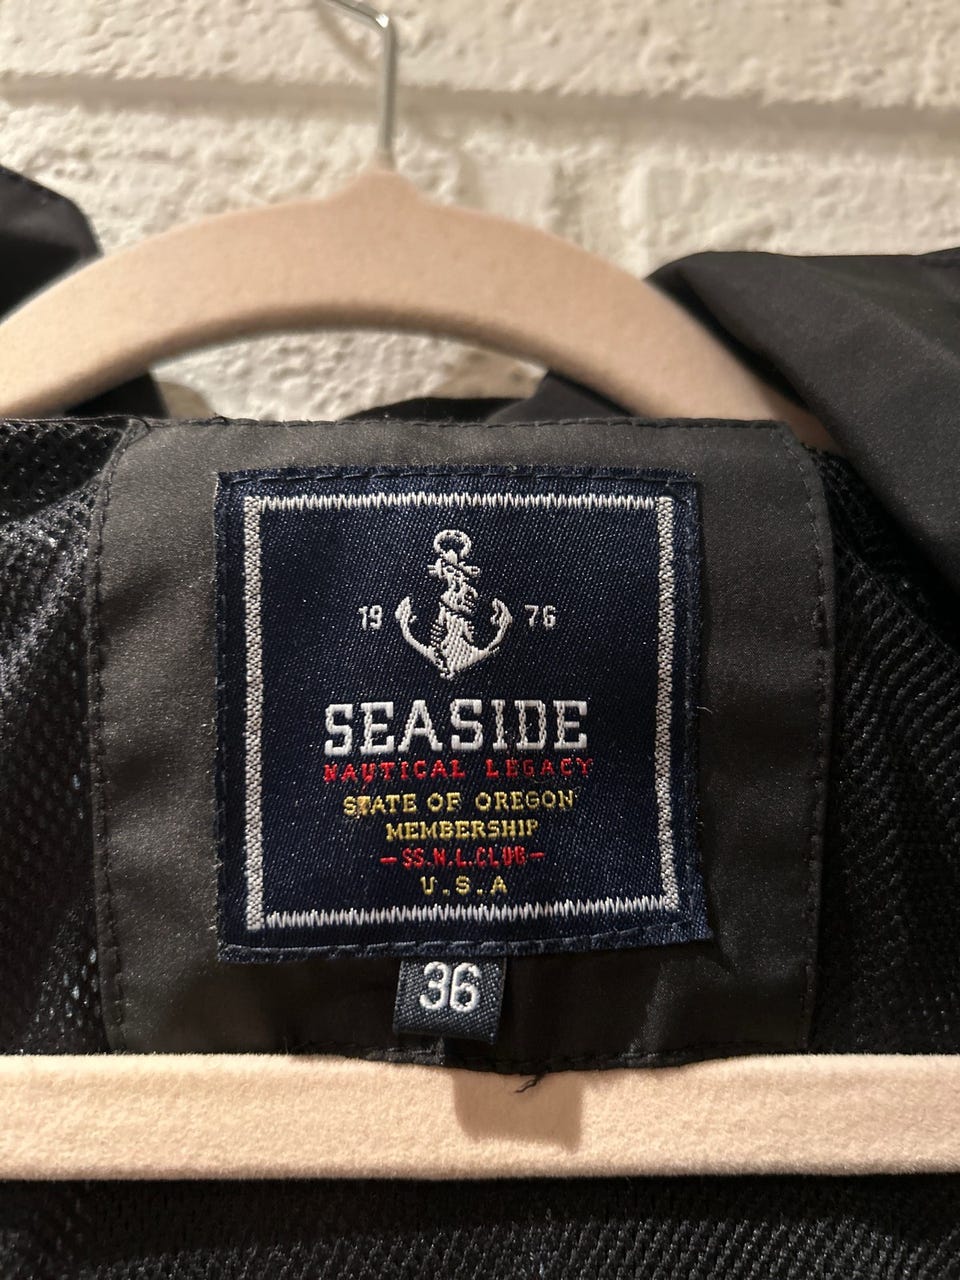 19 76
SEASIDE
NAUTICAL LEGACY
STATE OF OREGON
MEMBERSHIP
-SS.N.L.CLUB-
U.S.A
36